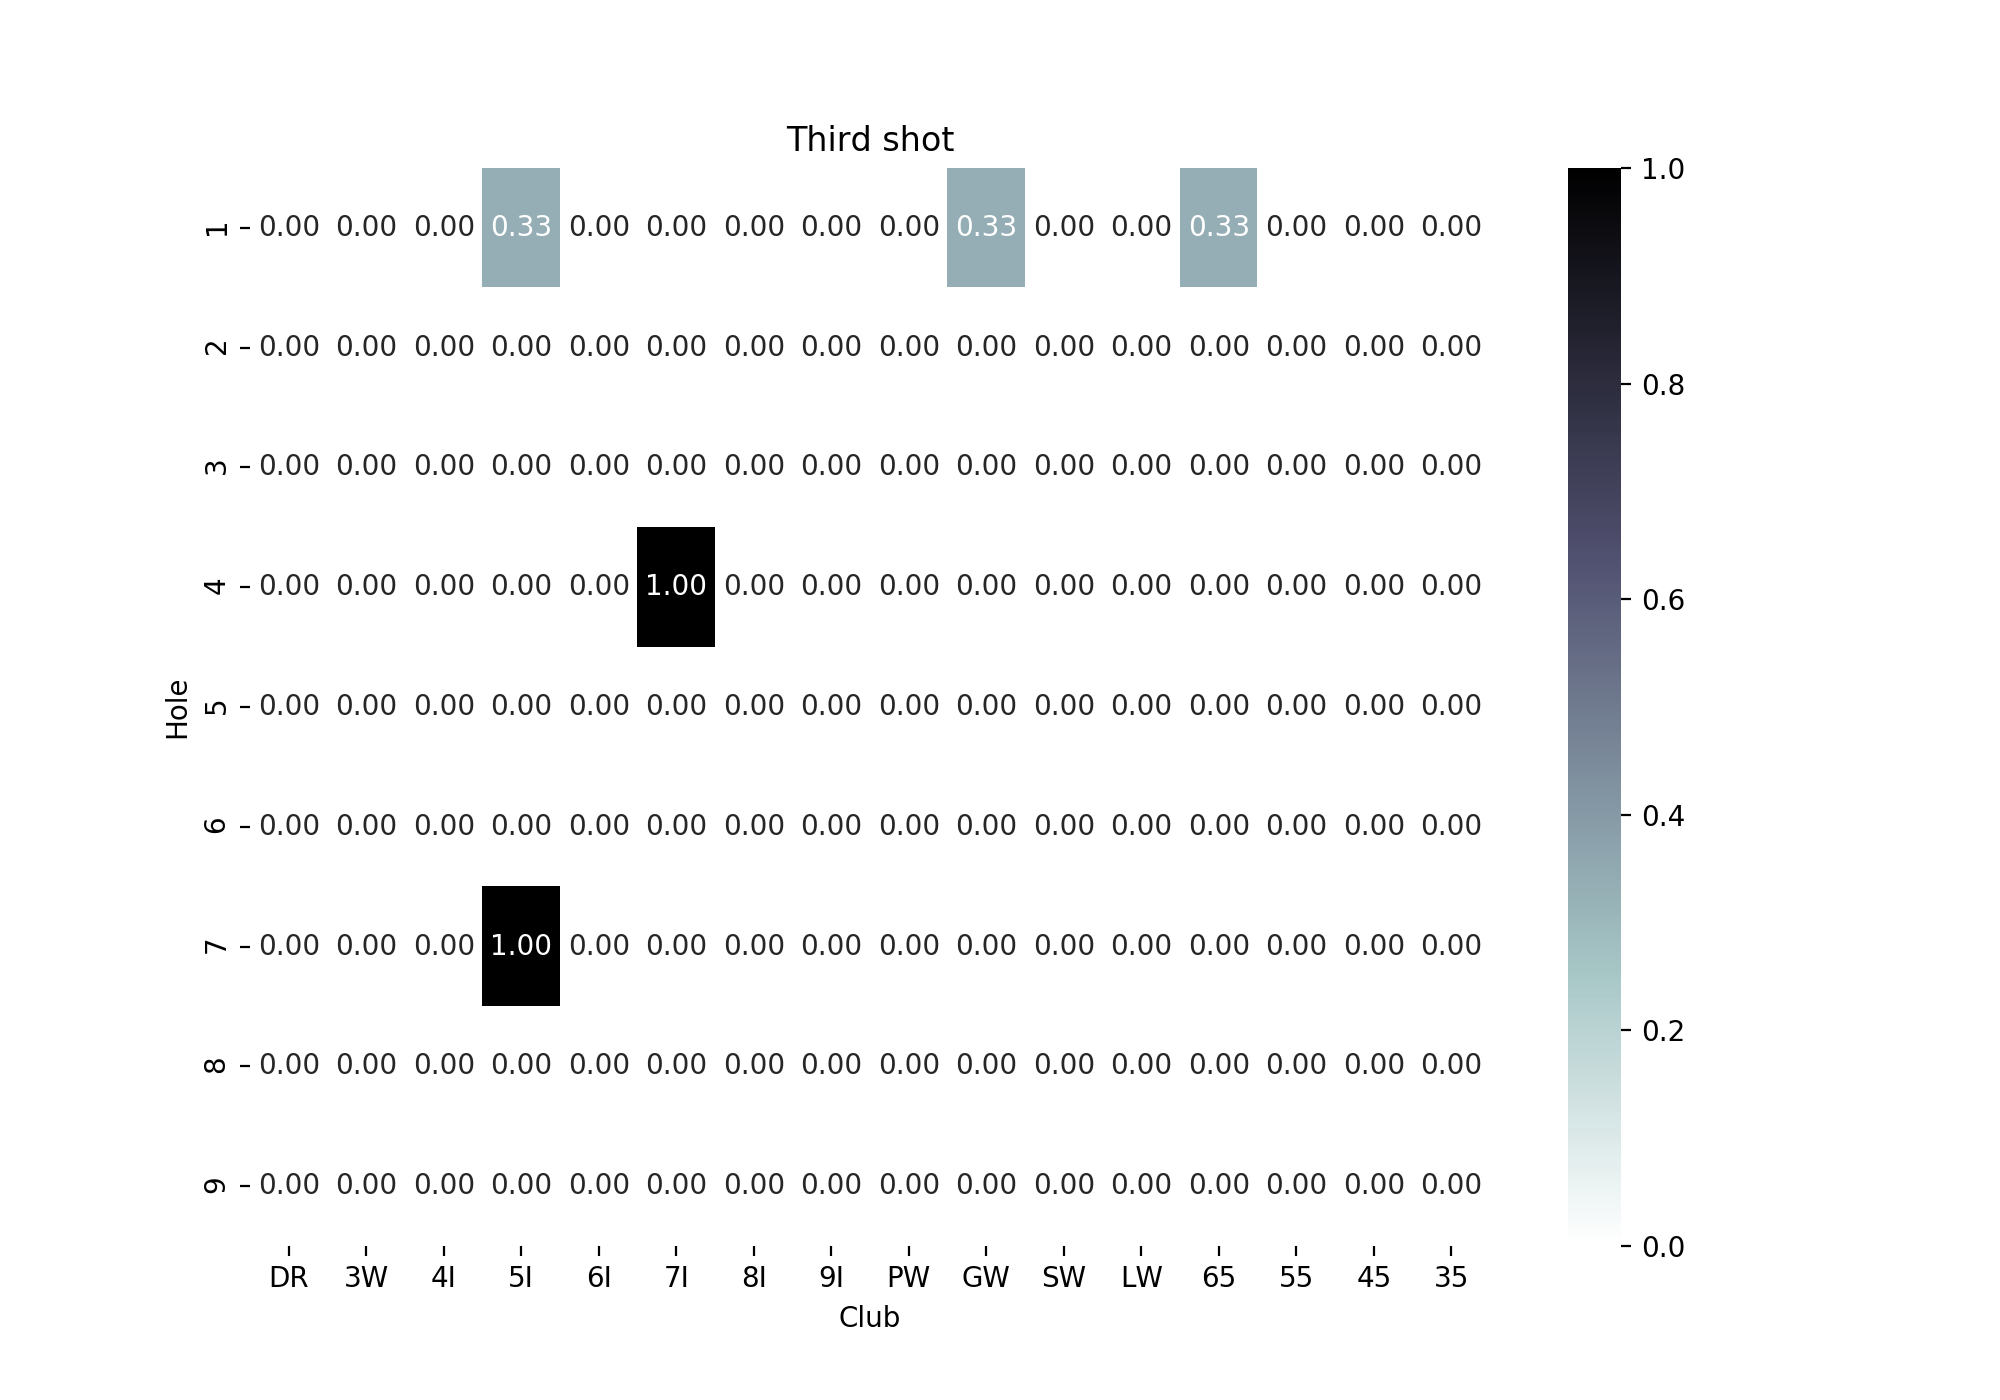 Third shot
1 0.00 0.00 0.00 0.33 0.00 0.00 0.00 0.00 0.00 0.33 0.00 0.00 0.33 0.00 0.00 0.00
2 0.00 0.00 0.00 0.00 0.00 0.00 0.00 0.00 0.00 0.00 0.00 0.00 0.00 0.00 0.00 0.00
3 0.00 0.00 0.00 0.00 0.00 0.00 0.00 0.00 0.00 0.00 0.00 0.00 0.00 0.00 0.00 0.00
4 0.00 0.00 0.00 0.00 0.00 1.00 0.00 0.00 0.00 0.00 0.00 0.00 0.00 0.00 0.00 0.00
Hole
5 0.00 0.00 0.00 0.00 0.00 0.00 0.00 0.00 0.00 0.00 0.00 0.00 0.00 0.00 0.00 0.00
6 0.00 0.00 0.00 0.00 0.00 0.00 0.00 0.00 0.00 0.00 0.00 0.00 0.00 0.00 0.00 0.00
7 0.00 0.00 0.00 1.00 0.00 0.00 0.00 0.00 0.00 0.00 0.00 0.00 0.00 0.00 0.00 0.00
8 0.00 0.00 0.00 0.00 0.00 0.00 0.00 0.00 0.00 0.00 0.00 0.00 0.00 0.00 0.00 0.00
9 0.00 0.00 0.00 0.00 0.00 0.00 0.00 0.00 0.00 0.00 0.00 0.00 0.00 0.00 0.00 0.00
DR 3W 4I 5I 6I 7I 8I 9I PW GW SW LW 65 55 45 35
Club
1.0
0.8
0.6
0.4
0.2
0.0